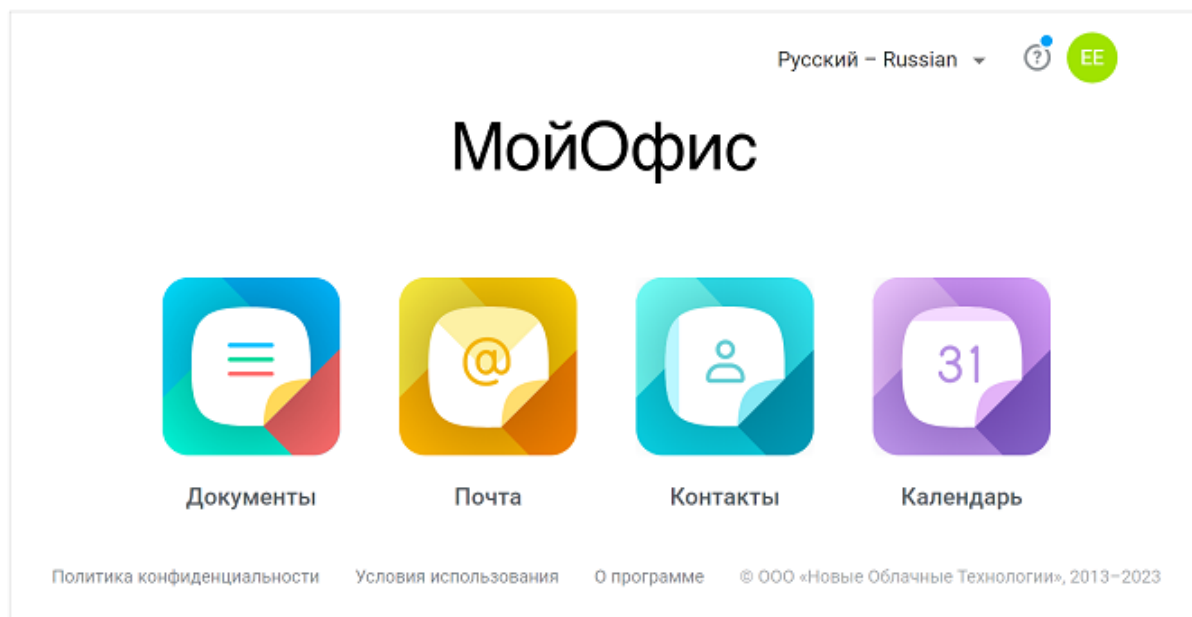 Русский – Russian
? EE
МойОфис
@ 31
Документы Почта Контакты Календарь
Политика конфиденциальности Условия использования О программе © ООО «Новые Облачные Технологии», 2013–2023